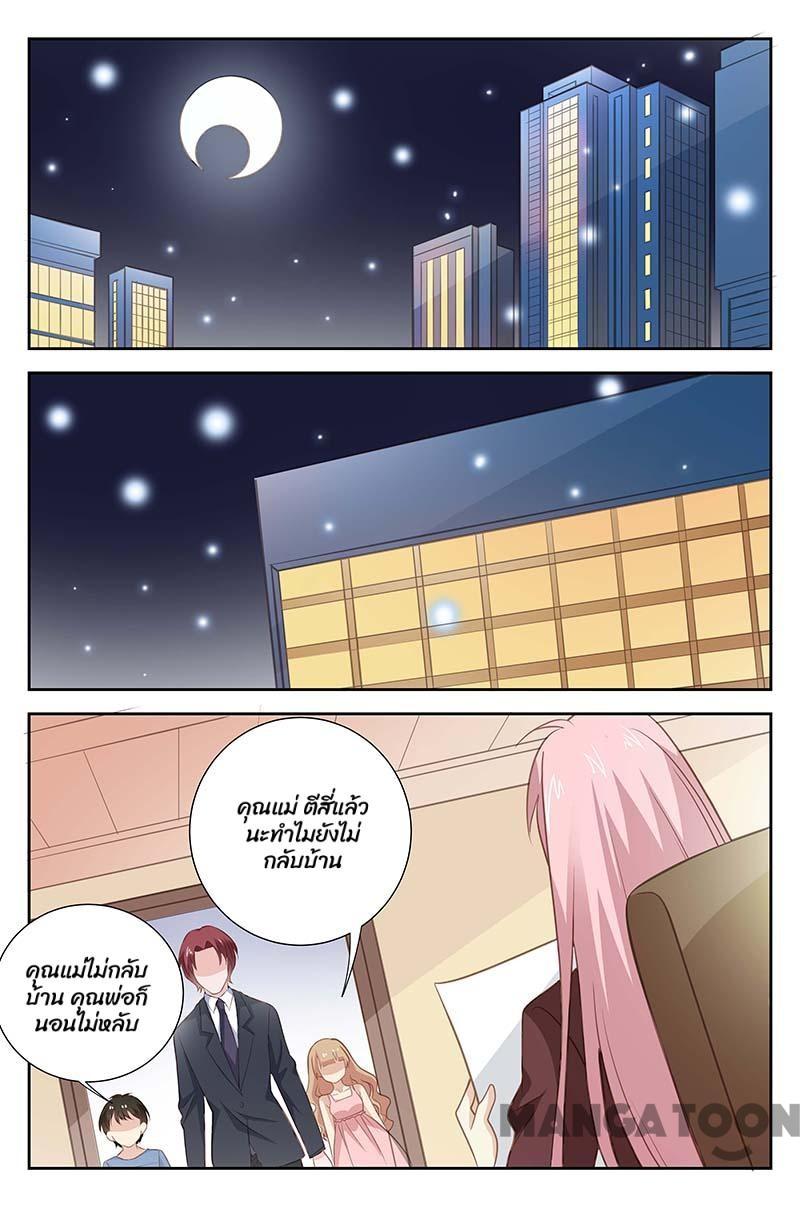 คุณแม่ ตีสี่แล้ว
นะทำไมยังไม่
กลับบ้าน
คุณแม่ไม่กลับ
บ้าน คุณพ่อก็
นอนไม่หลับ
MANGATOON